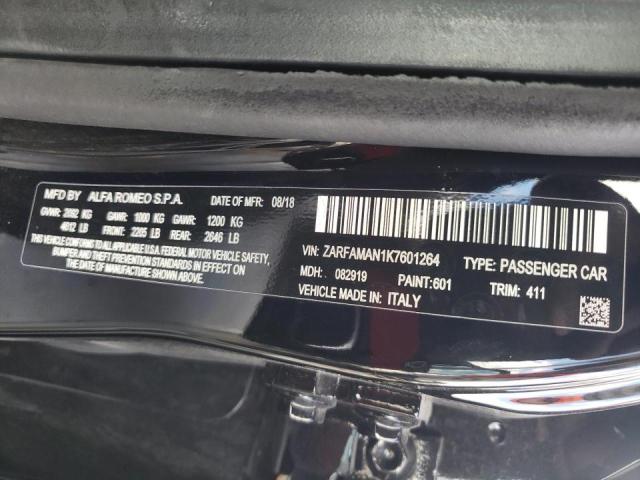 MFD BY ALFA ROMEO S.P.A. DATE OF MFR: 08/18
GVWR: 2082 KG GAWR: 1000 KG GAWR: 1200 KG
4812 LB FRONT: 2205 LB REAR: 2646 LB
THIS VEHICLE CONFORMS TO ALL APPLICABLE U.S.A. FEDERAL MOTOR VEHICLE SAFETY,
BUMPER AND THEFT PREVENTION STANDARDS IN EFFECT ON THE DATE OF
MANUFACTURE SHOWN ABOVE.
VIN: ZARFAMAN1K7601264 TYPE: PASSENGER CAR
MDH: 082919 PAINT:601 TRIM: 411
VEHICLE MADE IN: ITALY